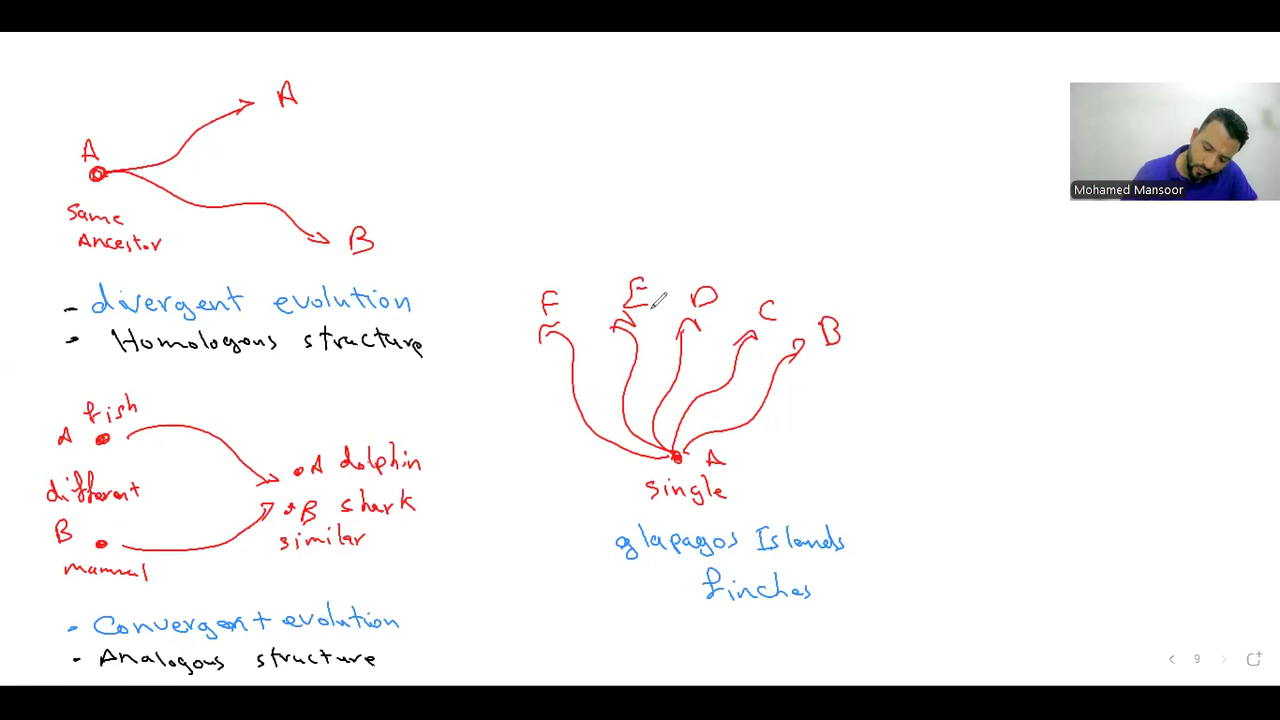 A
A
Same
Ancestor
B
- divergent evolution
- Homologous structure
A fish
different
B
mammal
A dolphin
B shark
similar
- Convergent evolution
- Analogous structure
F
E
D
C
B
A
single
glapagos Islands
finches
Mohamed Mansoor
9